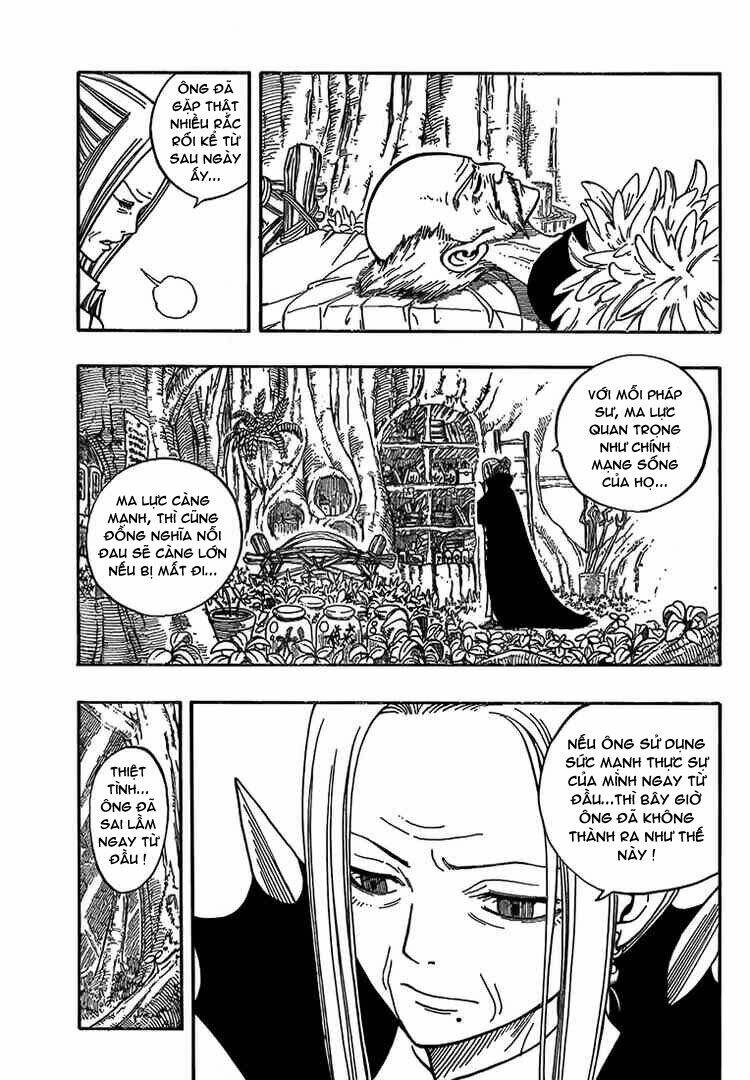 ÔNG ĐÃ
GẶP THẬT
NHIỀU RẮC
RỐI KỂ TỪ
SAU NGÀY
ẤY...
VỚI MỖI PHÁP
SƯ, MA LỰC
QUAN TRỌNG
NHƯ CHÍNH
MẠNG SỐNG
CỦA HỌ...
MA LỰC CÀNG
MẠNH, THÌ CŨNG
ĐỒNG NGHĨA NỖI
ĐAU SẼ CÀNG LỚN
NẾU BỊ MẤT ĐI...
NẾU ÔNG SỬ DỤNG
SỨC MẠNH THỰC SỰ
CỦA MÌNH NGAY TỪ
ĐẦU...THÌ BÂY GIỜ
ÔNG ĐÃ KHÔNG
THÀNH RA NHƯ THẾ
NÀY !
THIỆT
TÌNH...
ÔNG ĐÃ
SAI LẦM
NGAY TỪ
ĐẦU !